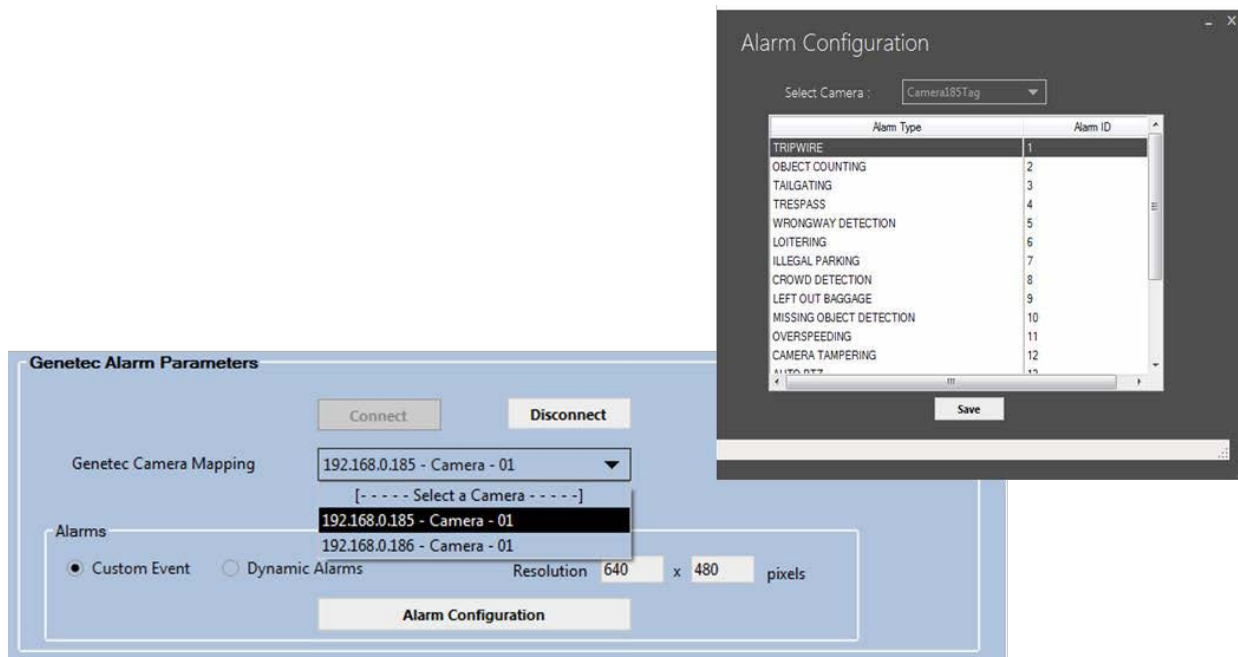 Alarm Configuration
Select Camera : Camera185Tag
Alarm Type Alarm ID
TRIPWIRE 1
OBJECT COUNTING 2
TAILGATING 3
TRESPASS 4
WRONGWAY DETECTION 5
LOITERING 6
ILLEGAL PARKING 7
CROWD DETECTION 8
LEFT OUT BAGGAGE 9
MISSING OBJECT DETECTION 10
OVERSPEEDING 11
CAMERA TAMPERING 12
AUTO PTZ 13
Save
Genetec Alarm Parameters
Connect Disconnect
Genetec Camera Mapping 192.168.0.185 - Camera - 01
[- - - - - Select a Camera - - - - -]
192.168.0.185 - Camera - 01
192.168.0.186 - Camera - 01
Alarms
Custom Event Dynamic Alarms Resolution 640 x 480 pixels
Alarm Configuration